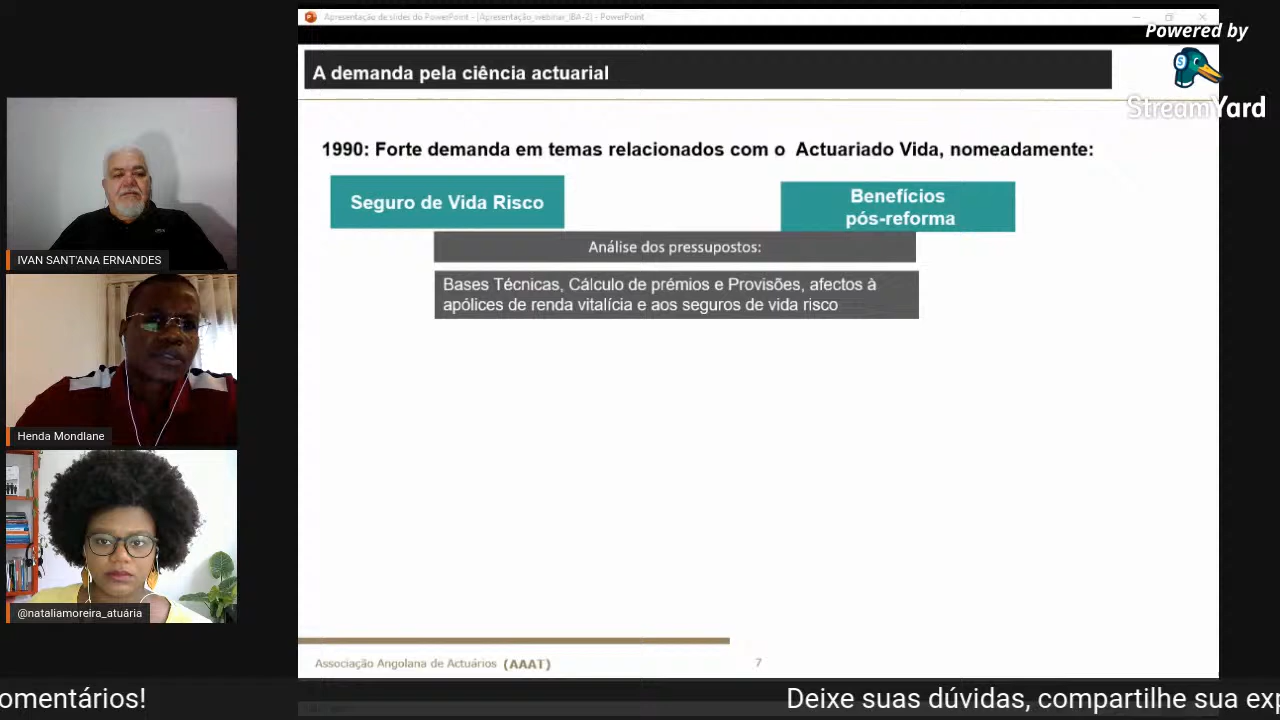 Apresentação de slides do PowerPoint - [Apresentação_webinar_IBA-2] - PowerPoint
Powered by
StreamYard
A demanda pela ciência actuarial
1990: Forte demanda em temas relacionados com o Actuariado Vida, nomeadamente:
Seguro de Vida Risco
Benefícios
pós-reforma
Análise dos pressupostos:
Bases Técnicas, Cálculo de prémios e Provisões, afectos à
apólices de renda vitalícia e aos seguros de vida risco
IVAN SANT'ANA ERNANDES
Henda Mondlane
@nataliamoreira_atuária
Associação Angolana de Actuários (AAAT)
7
omentários!
Deixe suas dúvidas, compartilhe sua exp